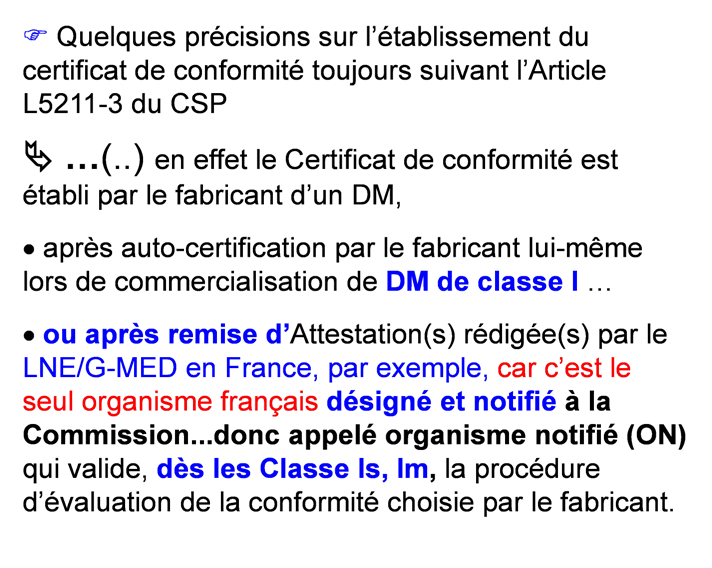 ☞ Quelques précisions sur l’établissement du
certificat de conformité toujours suivant l’Article
L5211-3 du CSP
⮱ …(..) en effet le Certificat de conformité est
établi par le fabricant d’un DM,
• après auto-certification par le fabricant lui-même
lors de commercialisation de DM de classe I …
• ou après remise d’Attestation(s) rédigée(s) par le
LNE/G-MED en France, par exemple, car c’est le
seul organisme français désigné et notifié à la
Commission...donc appelé organisme notifié (ON)
qui valide, dès les Classe Is, Im, la procédure
d’évaluation de la conformité choisie par le fabricant.